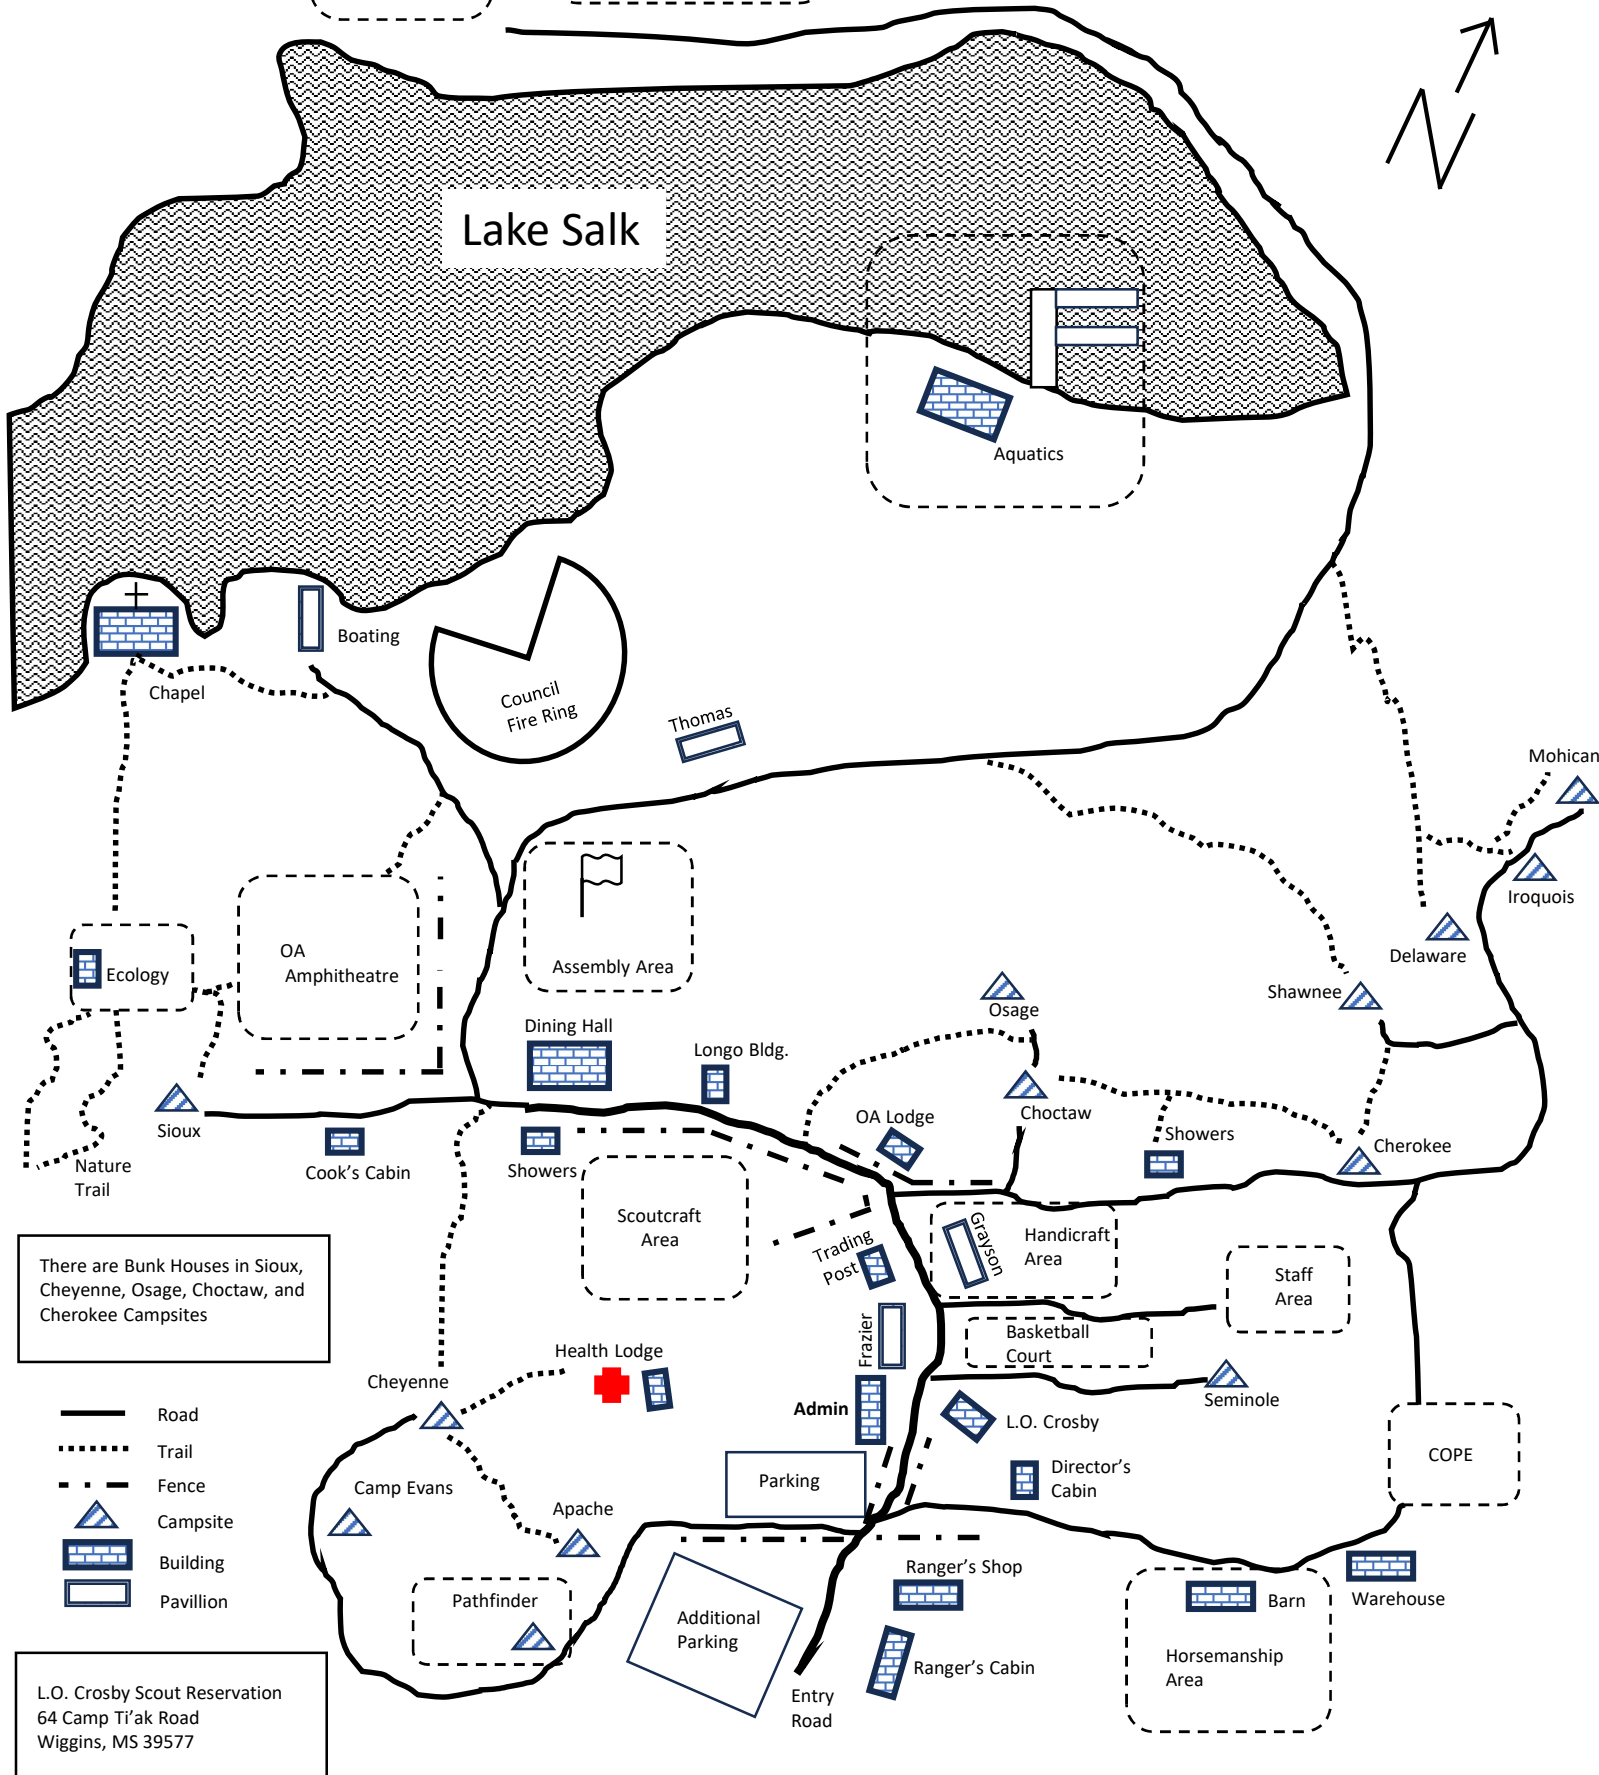 Lake Salk
Aquatics
Boating
Chapel
Council
Fire Ring
Thomas
Mohican
Iroquois
Delaware
Shawnee
OA
Amphitheatre
Ecology
Assembly Area
Osage
Dining Hall
Longo Bldg.
Choctaw
OA Lodge
Showers
Cherokee
Sioux
Cook's Cabin
Showers
Nature
Trail
Scoutcraft
Area
Trading
Post
Grayson
Handicraft
Area
Staff
Area
There are Bunk Houses in Sioux,
Cheyenne, Osage, Choctaw, and
Cherokee Campsites
Basketball
Court
Frazier
Health Lodge
Cheyenne
Seminole
Admin
L.O. Crosby
Road
Trail
Fence
Campsite
Building
Pavillion
COPE
Director's
Cabin
Parking
Camp Evans
Apache
Pathfinder
Ranger's Shop
Additional
Parking
Barn
Warehouse
Ranger's Cabin
Horsemanship
Area
Entry
Road
L.O. Crosby Scout Reservation
64 Camp Ti'ak Road
Wiggins, MS 39577